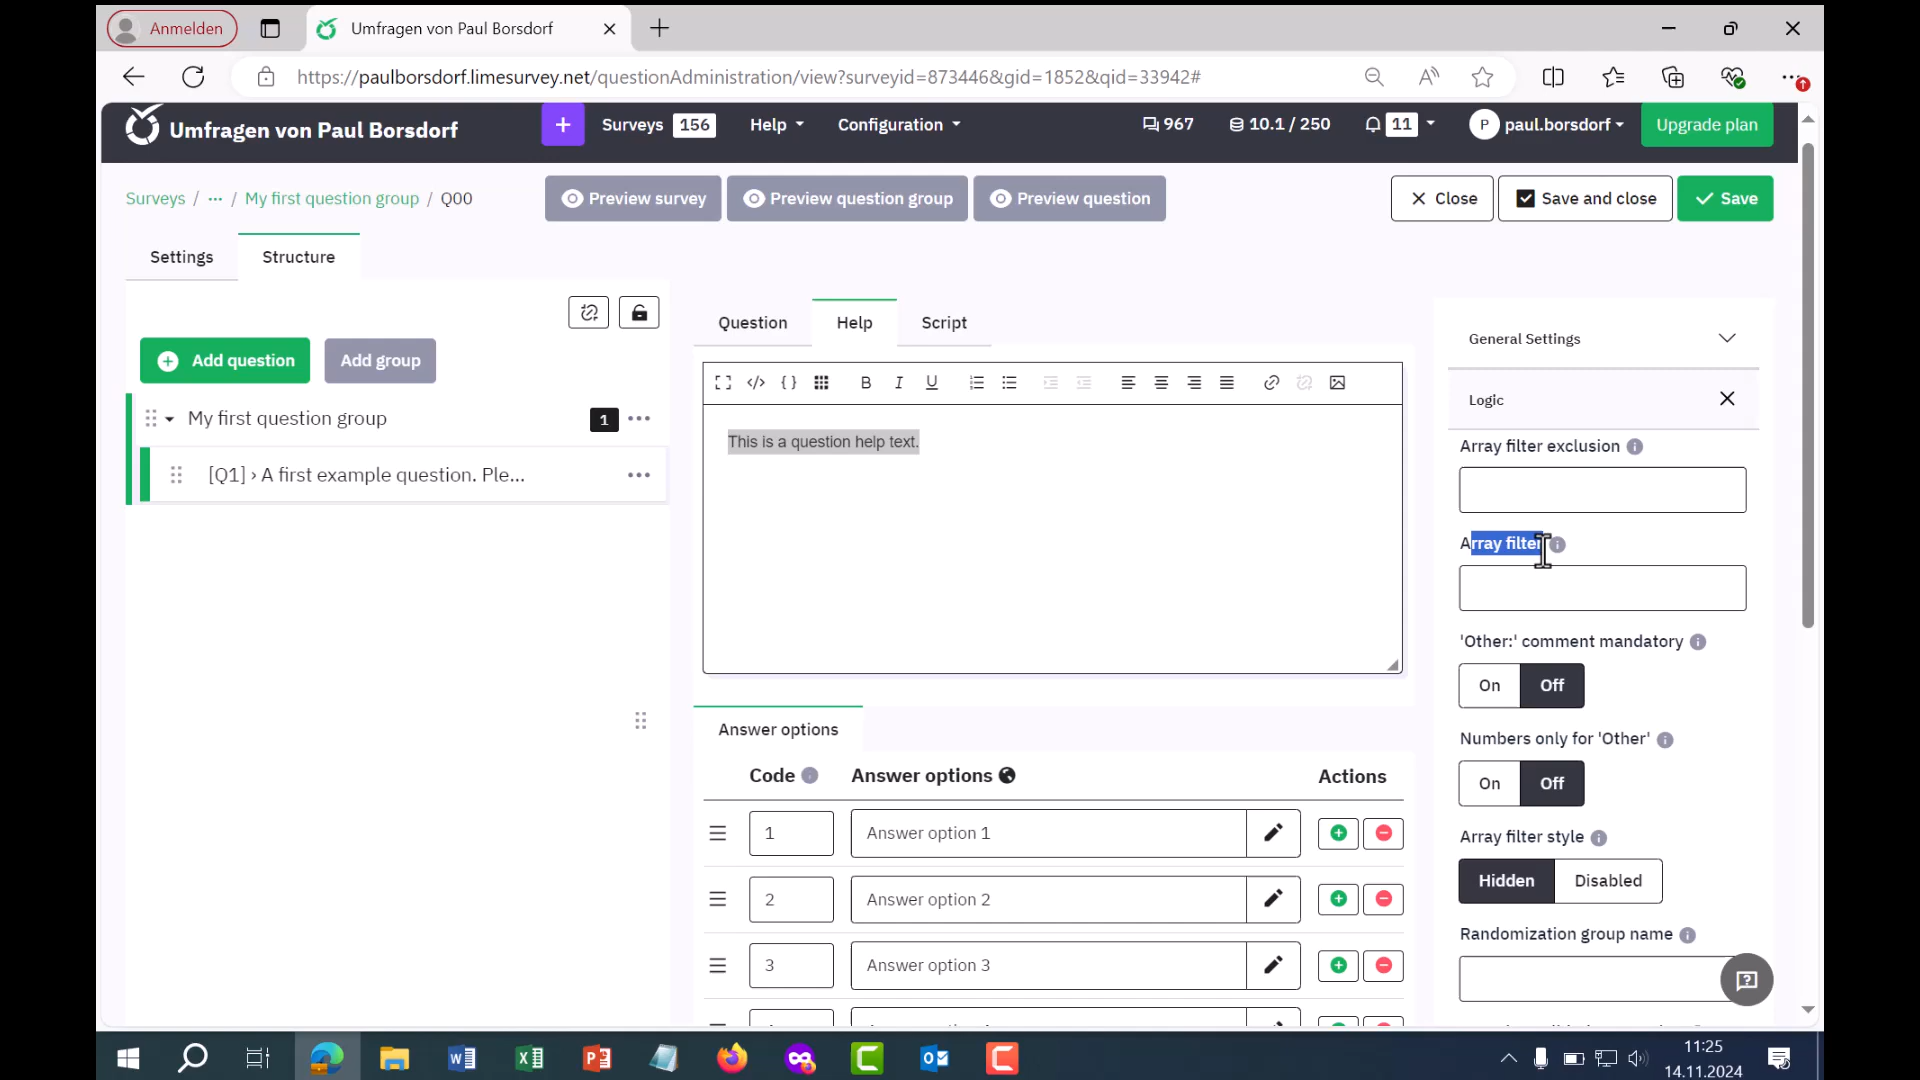 Anmelden
Umfragen von Paul Borsdorf
https://paulborsdorf.limesurvey.net/questionAdministration/view?surveyid=873446&gid=1852&qid=33942#
Umfragen von Paul Borsdorf
+
Surveys 156
Help
Configuration
967
10.1 / 250
11
P paul.borsdorf
Upgrade plan
Surveys / ··· / My first question group / Q00
Preview survey
Preview question group
Preview question
Close
Save and close
Save
Settings
Structure
Add question
Add group
My first question group 1
[Q1] › A first example question. Ple...
Question
Help
Script
B I U
This is a question help text.
Answer options
Code
Answer options
Actions
1 Answer option 1
2 Answer option 2
3 Answer option 3
General Settings
Logic
Array filter exclusion
Array filter
'Other:' comment mandatory
On Off
Numbers only for 'Other'
On Off
Array filter style
Hidden Disabled
Randomization group name
11:25
14.11.2024